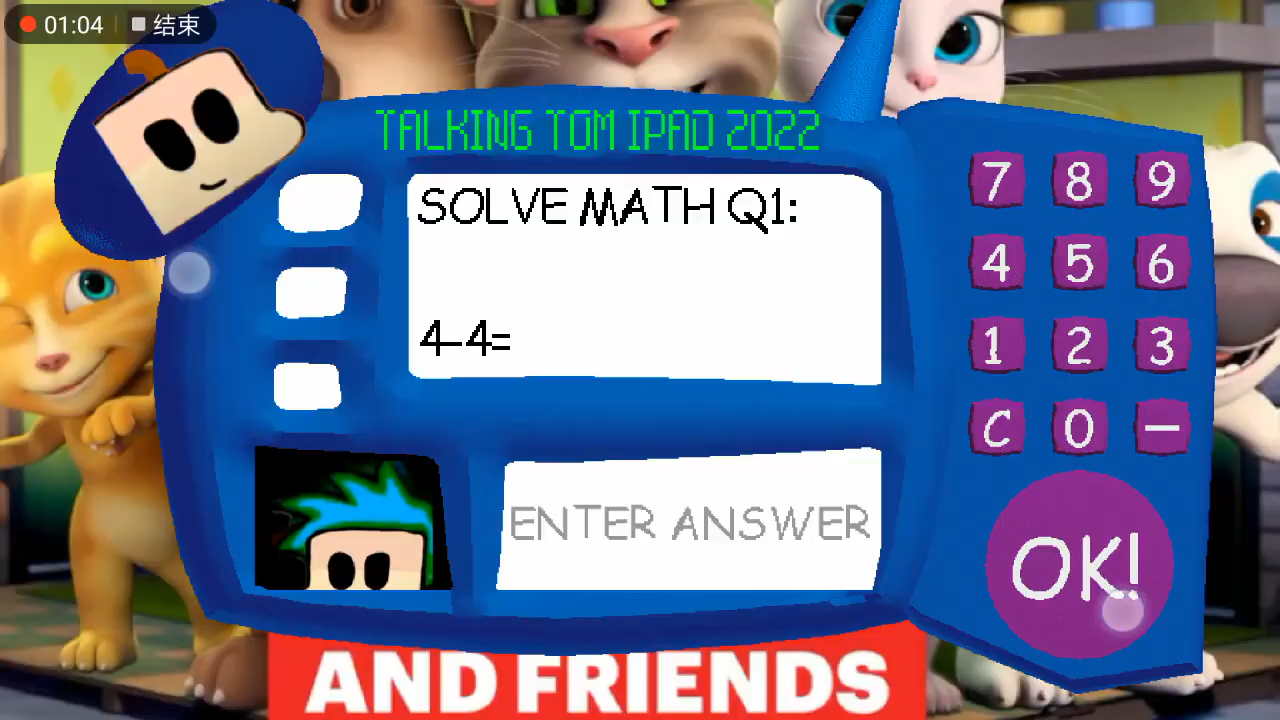 01:04 结束
TALKING TOM IPAD 2022
SOLVE MATH Q1:
4-4=
ENTER ANSWER
7 8 9
4 5 6
1 2 3
C 0 -
OK!
AND FRIENDS